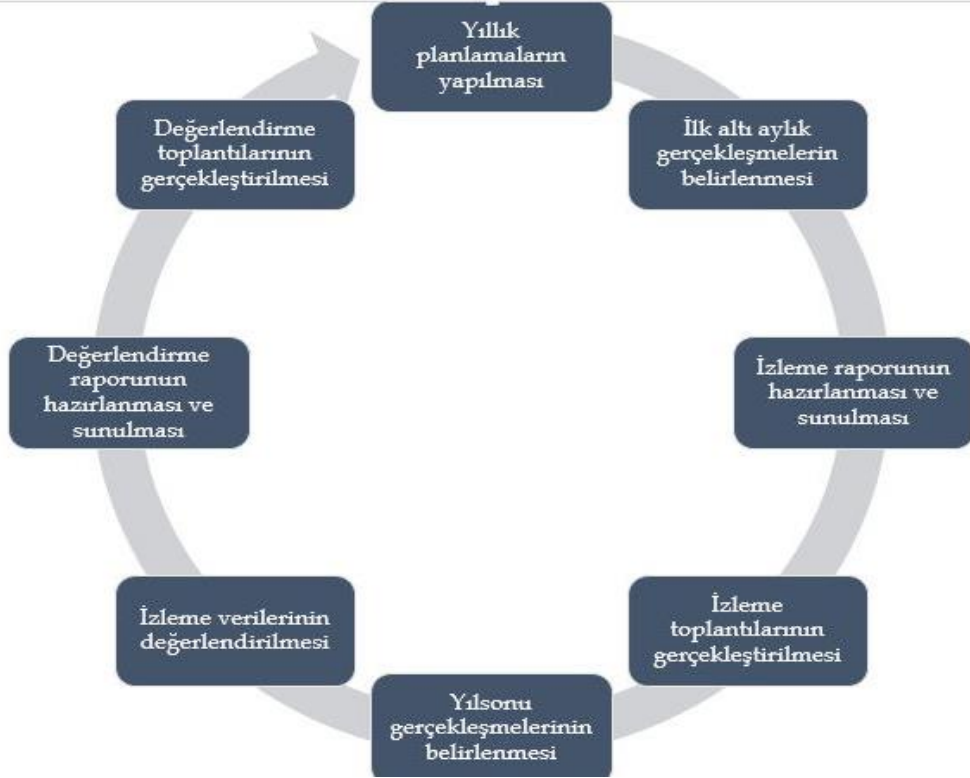 Yıllık
planlamaların
yapılması
İlk altı aylık
gerçekleşmelerin
belirlenmesi
İzleme raporunun
hazırlanması ve
sunulması
İzleme
toplantılarının
gerçekleştirilmesi
Yılsonu
gerçekleşmelerinin
belirlenmesi
İzleme verilerinin
değerlendirilmesi
Değerlendirme
raporunun
hazırlanması ve
sunulması
Değerlendirme
toplantılarının
gerçekleştirilmesi